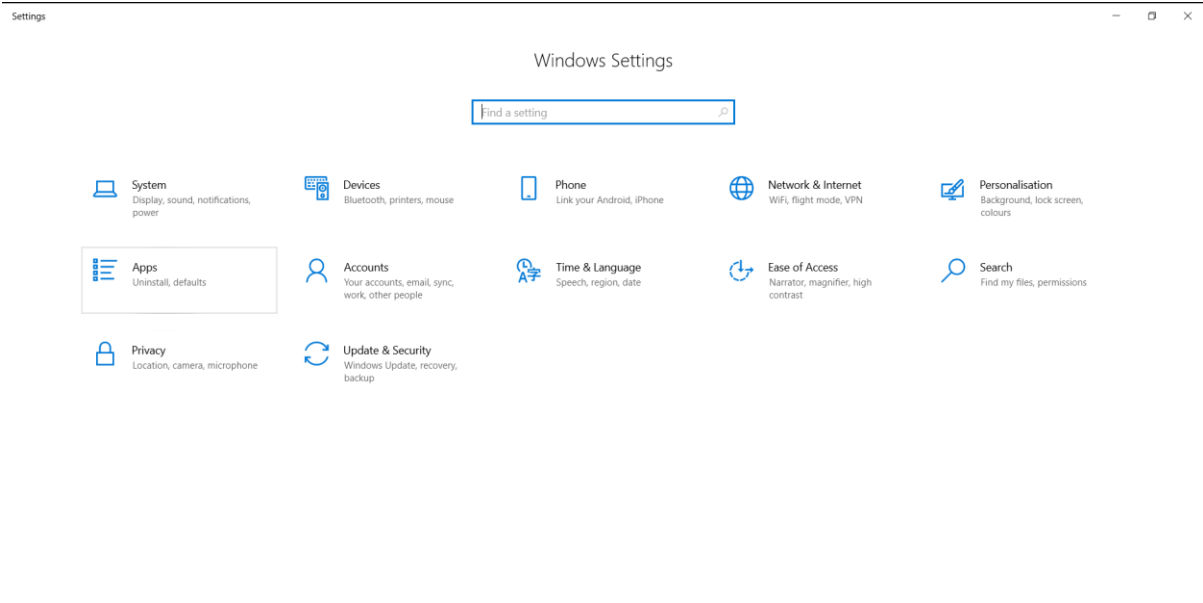 Settings
Windows Settings
Find a setting
System
Display, sound, notifications,
power
Devices
Bluetooth, printers, mouse
Phone
Link your Android, iPhone
Network & Internet
WiFi, flight mode, VPN
Personalisation
Background, lock screen,
colours
Apps
Uninstall, defaults
Accounts
Your accounts, email, sync,
work, other people
Time & Language
Speech, region, date
Ease of Access
Narrator, magnifier, high
contrast
Search
Find my files, permissions
Privacy
Location, camera, microphone
Update & Security
Windows Update, recovery,
backup